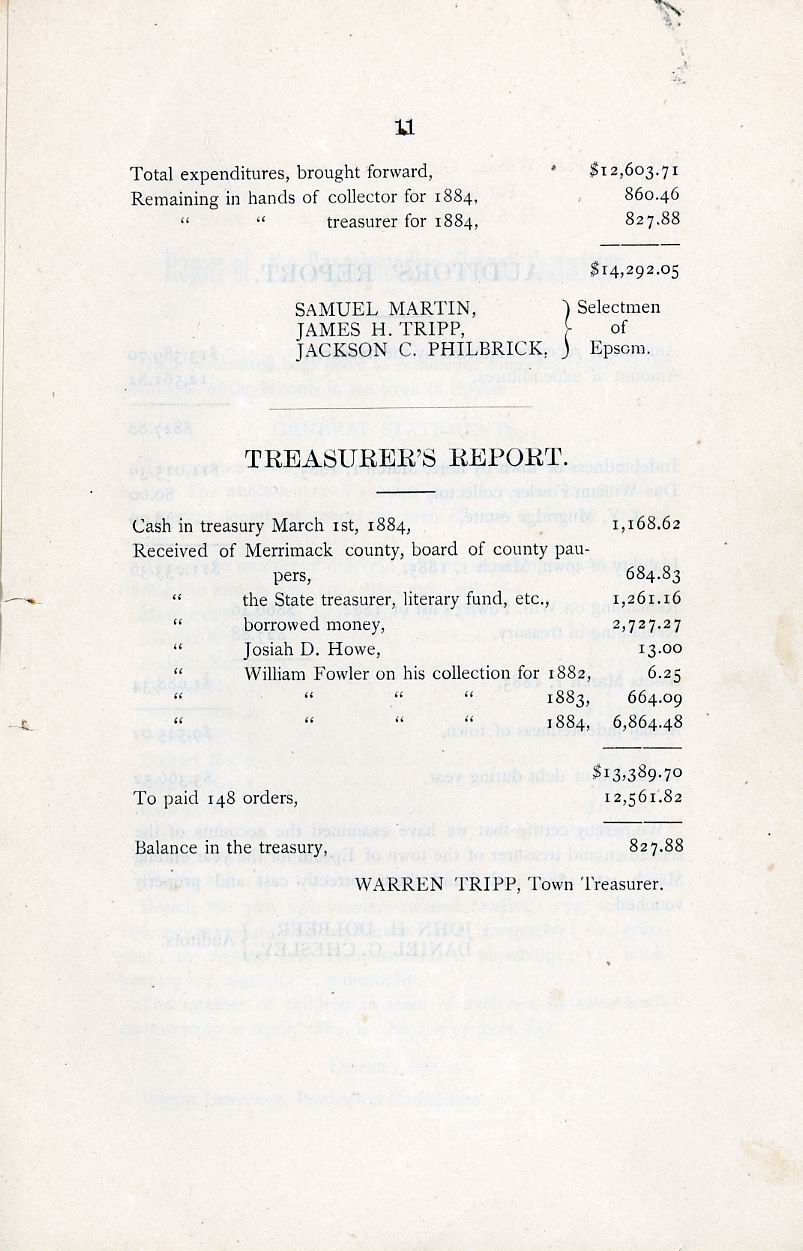 11
Total expenditures, brought forward, $12,603.71
Remaining in hands of collector for 1884, 860.46
“ “ treasurer for 1884, 827.88
$14,292.05
SAMUEL MARTIN, } Selectmen
JAMES H. TRIPP, } of
JACKSON C. PHILBRICK, } Epsom.
TREASURER'S REPORT.
Cash in treasury March 1st, 1884, 1,168.62
Received of Merrimack county, board of county pau-
pers, 684.83
“ the State treasurer, literary fund, etc., 1,261.16
“ borrowed money, 2,727.27
“ Josiah D. Howe, 13.00
“ William Fowler on his collection for 1882, 6.25
“ “ “ “ 1883, 664.09
“ “ “ “ 1884, 6,864.48
$13,389.70
To paid 148 orders, 12,561.82
Balance in the treasury, 827.88
WARREN TRIPP, Town Treasurer.